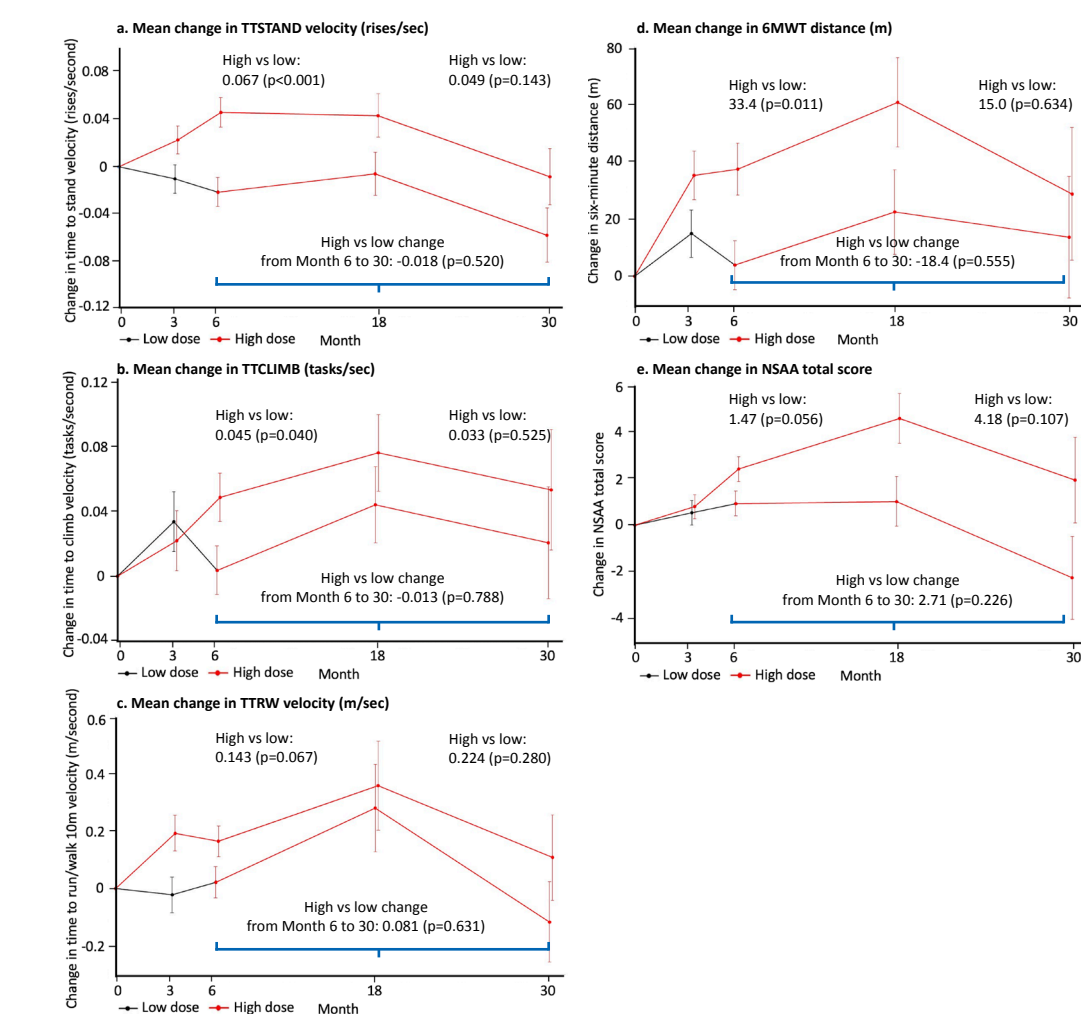 a. Mean change in TTSTAND velocity (rises/sec)
Change in time to stand velocity (rises/second)
0.08
0.04
0
-0.04
-0.08
-0.12
High vs low:
0.067 (p<0.001)
High vs low:
0.049 (p=0.143)
High vs low change
from Month 6 to 30: -0.018 (p=0.520)
0 3 6 18 30
Low dose High dose Month
b. Mean change in TTCLIMB (tasks/sec)
Change in time to climb velocity (tasks/second)
0.12
0.08
0.04
0
-0.04
High vs low:
0.045 (p=0.040)
High vs low:
0.033 (p=0.525)
High vs low change
from Month 6 to 30: -0.013 (p=0.788)
0 3 6 18 30
Low dose High dose Month
c. Mean change in TTRW velocity (m/sec)
Change in time to run/walk 10m velocity (m/second)
0.6
0.4
0.2
0
-0.2
High vs low:
0.143 (p=0.067)
High vs low:
0.224 (p=0.280)
High vs low change
from Month 6 to 30: 0.081 (p=0.631)
0 3 6 18 30
Low dose High dose Month
d. Mean change in 6MWT distance (m)
Change in six-minute distance (m)
80
60
40
20
0
High vs low:
33.4 (p=0.011)
High vs low:
15.0 (p=0.634)
High vs low change
from Month 6 to 30: -18.4 (p=0.555)
0 3 6 18 30
Low dose High dose Month
e. Mean change in NSAA total score
Change in NSAA total score
6
4
2
0
-2
-4
High vs low:
1.47 (p=0.056)
High vs low:
4.18 (p=0.107)
High vs low change
from Month 6 to 30: 2.71 (p=0.226)
0 3 6 18 30
Low dose High dose Month